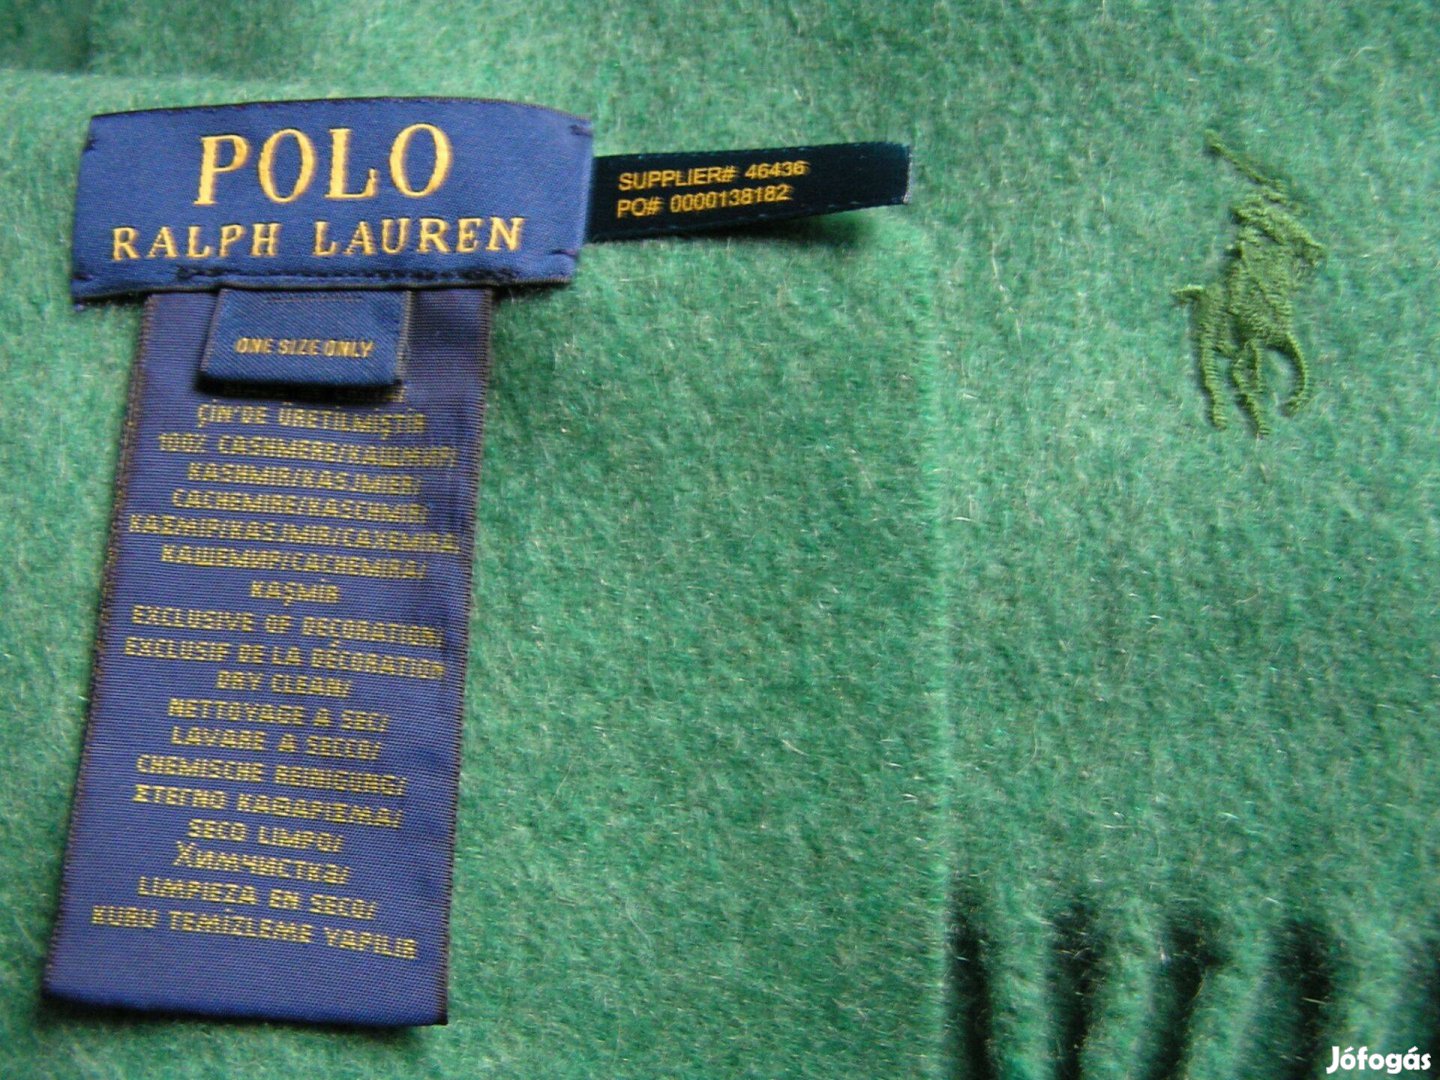 POLO
RALPH LAUREN
SUPPLIER# 46436
PO# 0000138182
ONE SIZE ONLY
ÇİN'DE ÜRETİLMİŞTİR
100% CASHMERE/КАШМИР/
KASHMIR/KASJMIER/
CACHEMIRE/KASCHMIR/
ΚΑΣΜΙΡ/KASJMIR/CAXEMIRA/
КАШЕМИР/CACHEMIRA/
KAŞMİR
EXCLUSIVE OF DECORATION/
EXCLUSIF DE LA DÉCORATION
DRY CLEAN/
NETTOYAGE A SEC/
LAVARE A SECCO/
CHEMISCHE REINIGUNG/
ΣΤΕΓΝΟ ΚΑΘΑΡΙΣΜΑ/
SECO LIMPO/
Химчистка/
LIMPIEZA EN SECO/
KURU TEMİZLEME YAPILIR
Jófogás